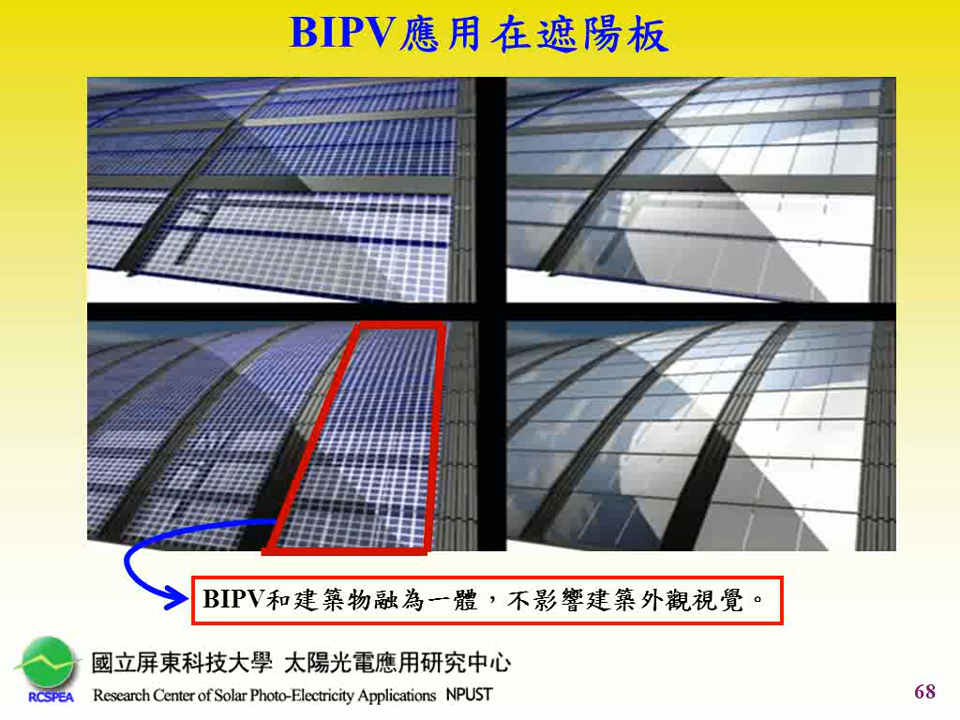 BIPV應用在遮陽板
BIPV和建築物融為一體，不影響建築外觀視覺。
國立屏東科技大學 太陽光電應用研究中心
RCSPEA
Research Center of Solar Photo-Electricity Applications NPUST
68